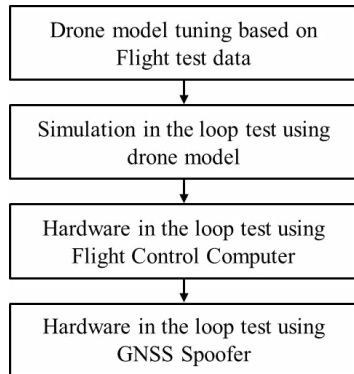 Drone model tuning based on
Flight test data
Simulation in the loop test using
drone model
Hardware in the loop test using
Flight Control Computer
Hardware in the loop test using
GNSS Spoofer